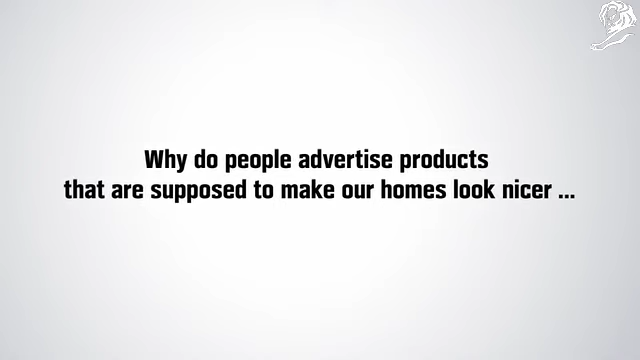 Why do people advertise products
that are supposed to make our homes look nicer ...